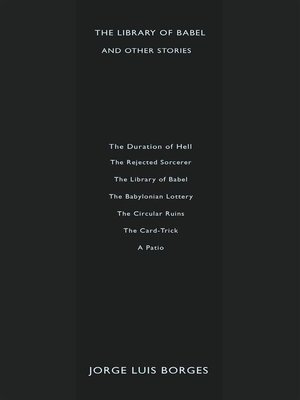 THE LIBRARY OF BABEL
AND OTHER STORIES
The Duration of Hell
The Rejected Sorcerer
The Library of Babel
The Babylonian Lottery
The Circular Ruins
The Card-Trick
A Patio
JORGE LUIS BORGES